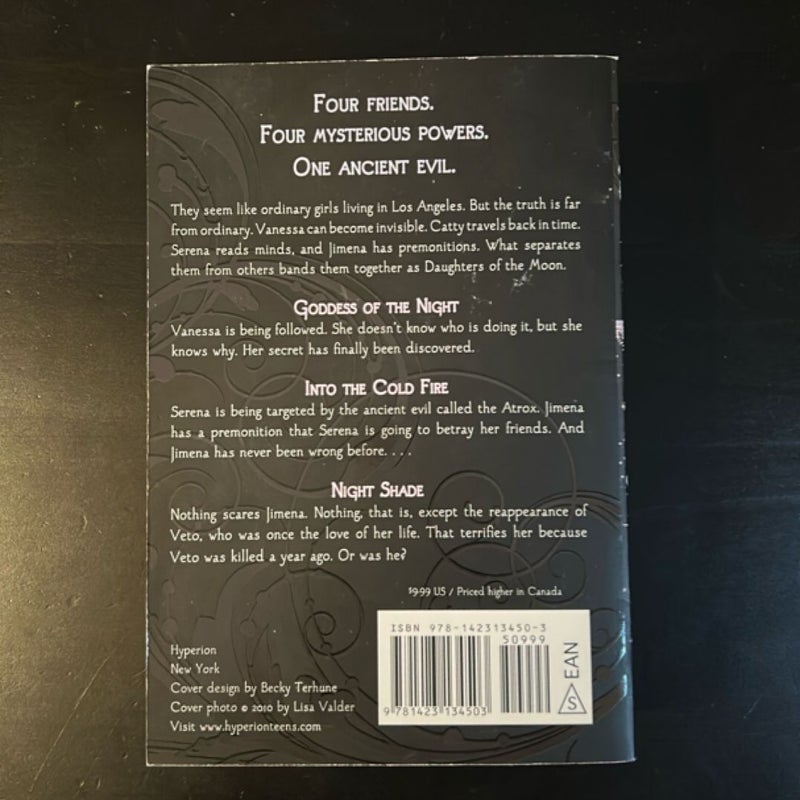 Four friends.
Four mysterious powers.
One ancient evil.
They seem like ordinary girls living in Los Angeles. But the truth is far
from ordinary. Vanessa can become invisible. Catty travels back in time.
Serena reads minds, and Jimena has premonitions. What separates
them from others bands them together as Daughters of the Moon.
Goddess of the Night
Vanessa is being followed. She doesn't know who is doing it, but she
knows why. Her secret has finally been discovered.
Into the Cold Fire
Serena is being targeted by the ancient evil called the Atrox. Jimena
has a premonition that Serena is going to betray her friends. And
Jimena has never been wrong before. . . .
Night Shade
Nothing scares Jimena. Nothing, that is, except the reappearance of
Veto, who was once the love of her life. That terrifies her because
Veto was killed a year ago. Or was he?
$9.99 US / Priced higher in Canada
ISBN 978-142313450-3
50999
EAN
S
9 781423 134503
Hyperion
New York
Cover design by Becky Terhune
Cover photo © 2010 by Lisa Valder
Visit www.hyperionteens.com